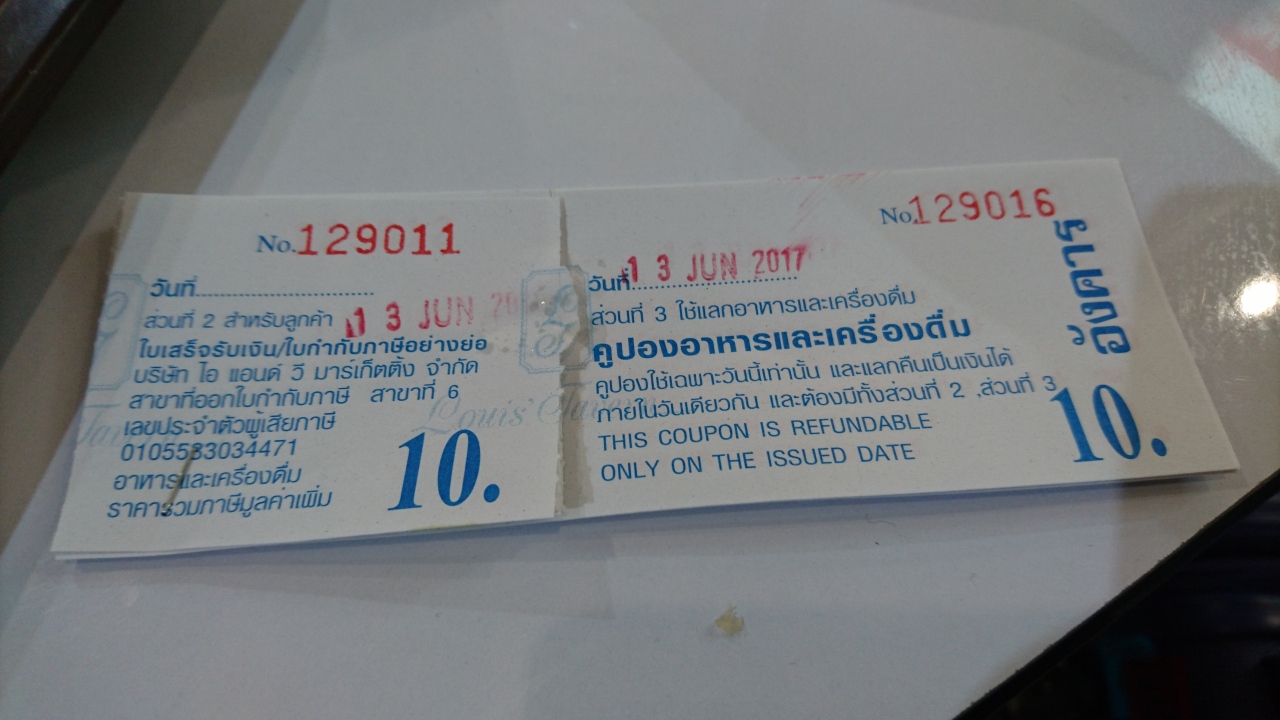 No.129011
วันที่
13 JUN 20
ส่วนที่ 2 สำหรับลูกค้า
ใบเสร็จรับเงิน/ใบกำกับภาษีอย่างย่อ
บริษัท ไอ แอนด์ วี มาร์เก็ตติ้ง จำกัด
สาขาที่ออกใบกำกับภาษี สาขาที่ 6
เลขประจำตัวผู้เสียภาษี
0105533034471
อาหารและเครื่องดื่ม
ราคารวมภาษีมูลค่าเพิ่ม
10.
No.129016
วันที่ 13 JUN 2017
ส่วนที่ 3 ใช้แลกอาหารและเครื่องดื่ม
คูปองอาหารและเครื่องดื่ม
คูปองใช้เฉพาะวันนี้เท่านั้น และแลกคืนเป็นเงินได้
ภายในวันเดียวกัน และต้องมีทั้งส่วนที่ 2 ,ส่วนที่ 3
THIS COUPON IS REFUNDABLE
ONLY ON THE ISSUED DATE
10.
อังคาร
Louis' Tavern